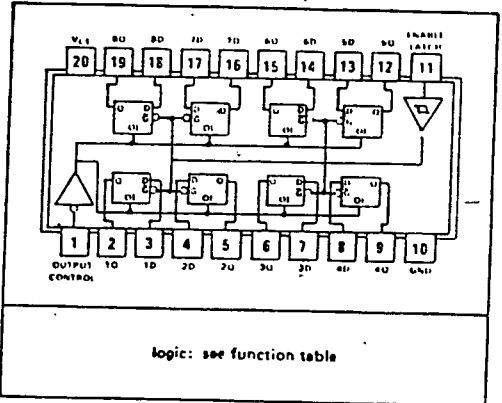 VCC 8Q 8D 7D 7Q 6Q 6D 5D 5Q ENABLE LATCH
20 19 18 17 16 15 14 13 12 11
1 2 3 4 5 6 7 8 9 10
OUTPUT CONTROL 1Q 1D 2D 2Q 3Q 3D 4D 4Q GND
logic: see function table